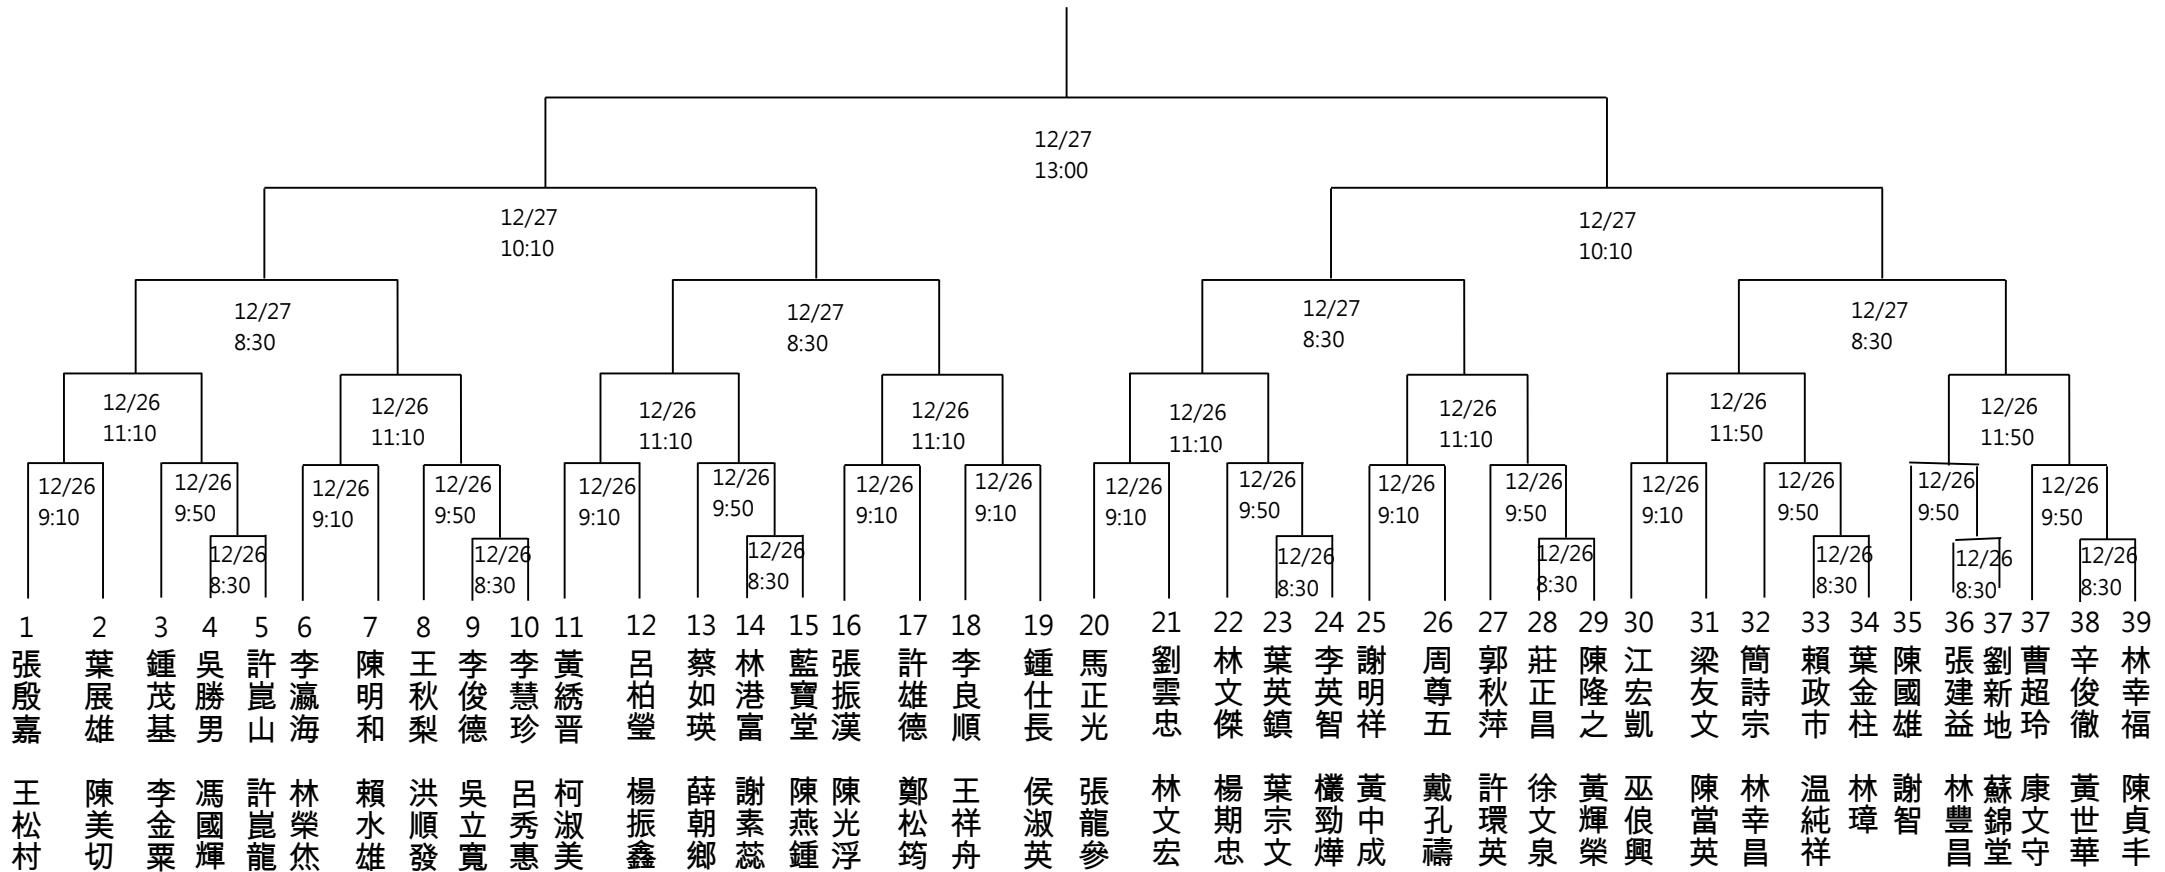 12/27
13:00
12/27
10:10
12/27
10:10
12/27
8:30
12/27
8:30
12/27
8:30
12/27
8:30
12/26
11:10
12/26
11:10
12/26
11:10
12/26
11:10
12/26
11:10
12/26
11:10
12/26
11:50
12/26
11:50
12/26
9:10
12/26
9:50
12/26
9:10
12/26
9:50
12/26
9:10
12/26
9:50
12/26
9:10
12/26
9:10
12/26
9:10
12/26
9:50
12/26
9:10
12/26
9:50
12/26
9:10
12/26
9:50
12/26
9:50
12/26
9:50
12/26
8:30
12/26
8:30
12/26
8:30
12/26
8:30
12/26
8:30
12/26
8:30
12/26
8:30
12/26
8:30
1
張殷嘉
王松村
2
葉展雄
陳美切
3
鍾茂基
李金粟
4
吳勝男
馮國輝
5
許崑山
許崑龍
6
李瀛海
林榮烋
7
陳明和
賴水雄
8
王秋梨
洪順發
9
李俊德
吳立寬
10
李慧珍
呂秀惠
11
黃綉晋
柯淑美
12
呂柏瑩
楊振鑫
13
蔡如瑛
薛朝鄉
14
林港富
謝素蕊
15
藍寶堂
陳燕鍾
16
張振漢
陳光浮
17
許雄德
鄭松筠
18
李良順
王祥舟
19
鍾仕長
侯淑英
20
馬正光
張龍參
21
劉雲忠
林文宏
22
林文傑
楊期忠
23
葉英鎮
葉宗文
24
李英智
欉勁燁
25
謝明祥
黃中成
26
周尊五
戴孔禱
27
郭秋萍
許環英
28
莊正昌
徐文泉
29
陳隆之
黃輝榮
30
江宏凱
巫俍興
31
梁友文
陳當英
32
簡詩宗
林幸昌
33
賴政市
温純祥
34
葉金柱
林璋
35
陳國雄
謝智
36
張建益
林豐昌
37
劉新地
蘇錦堂
37
曹超玲
康文守
38
辛俊徹
黃世華
39
林幸福
陳貞丰